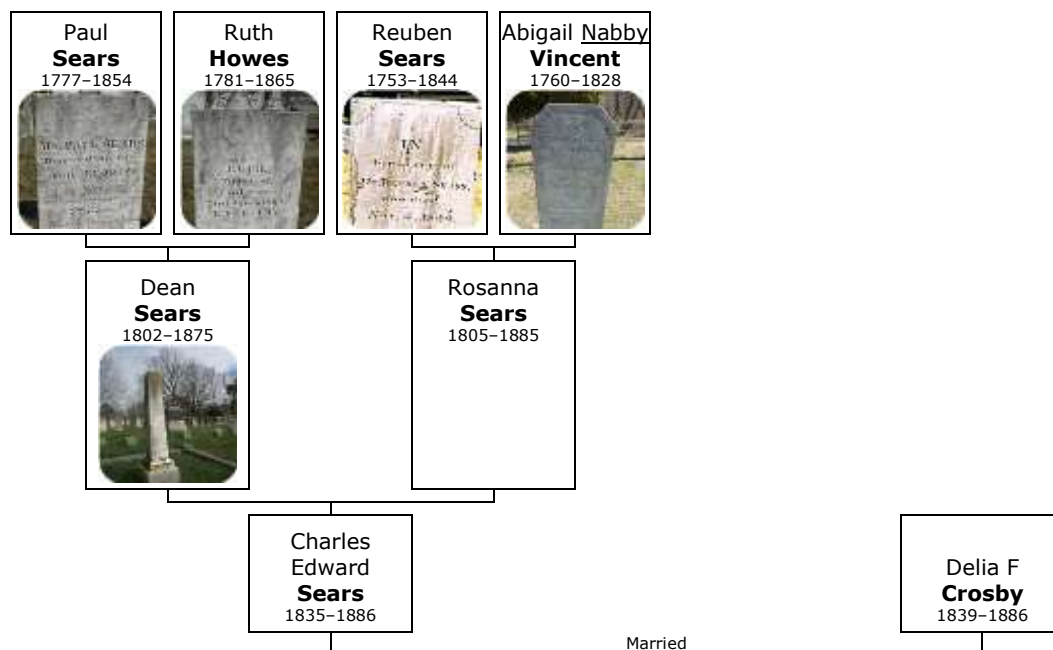 Paul
Sears
1777–1854
Ruth
Howes
1781–1865
Reuben
Sears
1753–1844
Abigail Nabby
Vincent
1760–1828
IN
Dean
Sears
1802–1875
Rosanna
Sears
1805–1885
Charles
Edward
Sears
1835–1886
Delia F
Crosby
1839–1886
Married